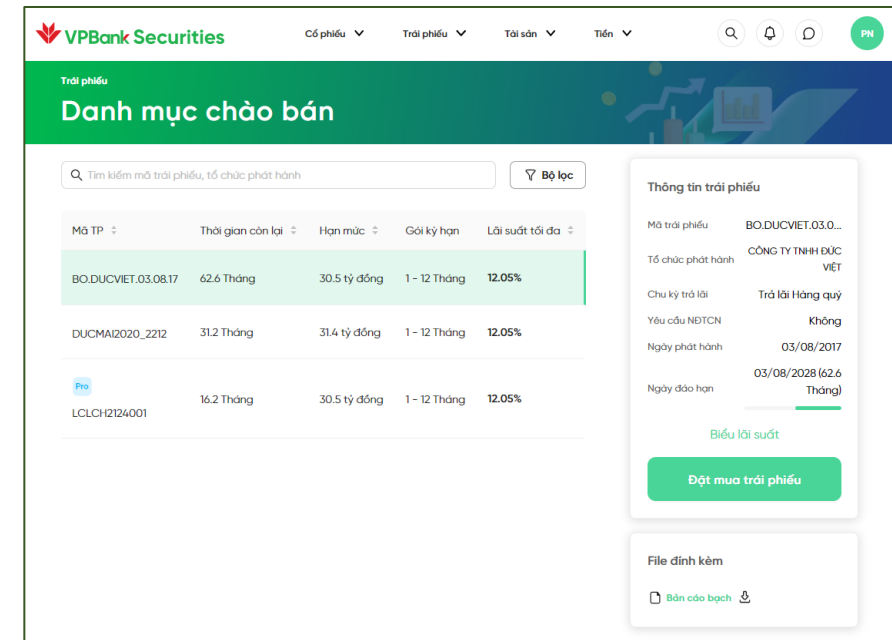 VPBank Securities
Cổ phiếu
Trái phiếu
Tài sản
Tiền
PN
Trái phiếu
Danh mục chào bán
Tìm kiếm mã trái phiếu, tổ chức phát hành
Bộ lọc
Mã TP Thời gian còn lại Hạn mức Gói kỳ hạn Lãi suất tối đa
BO.DUCVIET.03.08.17 62.6 Tháng 30.5 tỷ đồng 1 - 12 Tháng 12.05%
DUCMAI2020_2212 31.2 Tháng 31.4 tỷ đồng 1 - 12 Tháng 12.05%
Pro
LCLCH2124001 16.2 Tháng 30.5 tỷ đồng 1 - 12 Tháng 12.05%
Thông tin trái phiếu
Mã trái phiếu BO.DUCVIET.03.0...
Tổ chức phát hành CÔNG TY TNHH ĐỨC
VIỆT
Chu kỳ trả lãi Trả lãi Hàng quý
Yêu cầu NĐTCN Không
Ngày phát hành 03/08/2017
Ngày đáo hạn 03/08/2028 (62.6
Tháng)
Biểu lãi suất
Đặt mua trái phiếu
File đính kèm
Bản cáo bạch